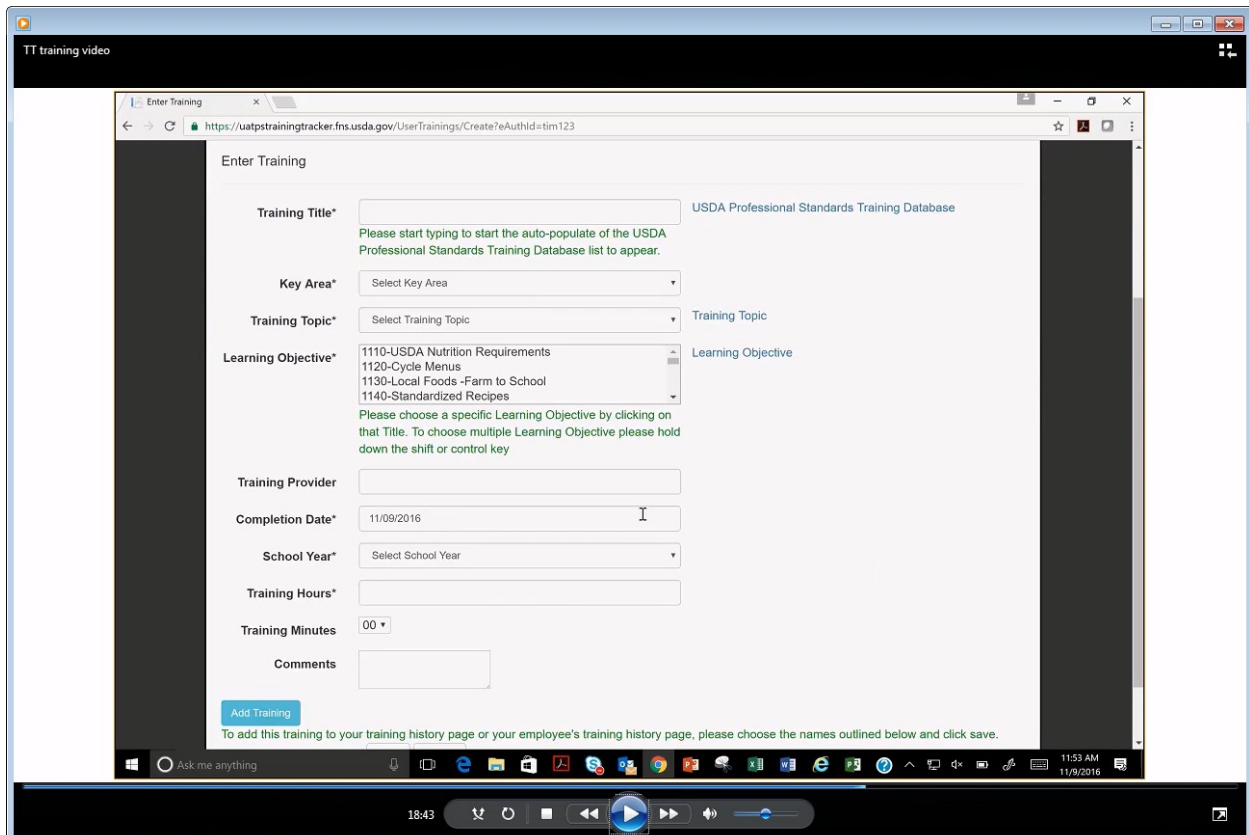 TT training video
Enter Training
https://uatpstrainingtracker.fns.usda.gov/UserTrainings/Create?eAuthId=tim123
Enter Training
Training Title*
USDA Professional Standards Training Database
Please start typing to start the auto-populate of the USDA
Professional Standards Training Database list to appear.
Key Area*
Select Key Area
Training Topic*
Select Training Topic
Training Topic
Learning Objective*
1110-USDA Nutrition Requirements
1120-Cycle Menus
1130-Local Foods -Farm to School
1140-Standardized Recipes
Learning Objective
Please choose a specific Learning Objective by clicking on
that Title. To choose multiple Learning Objective please hold
down the shift or control key
Training Provider
Completion Date*
11/09/2016
School Year*
Select School Year
Training Hours*
Training Minutes
00
Comments
Add Training
To add this training to your training history page or your employee's training history page, please choose the names outlined below and click save.
Ask me anything
11:53 AM
11/9/2016
18:43